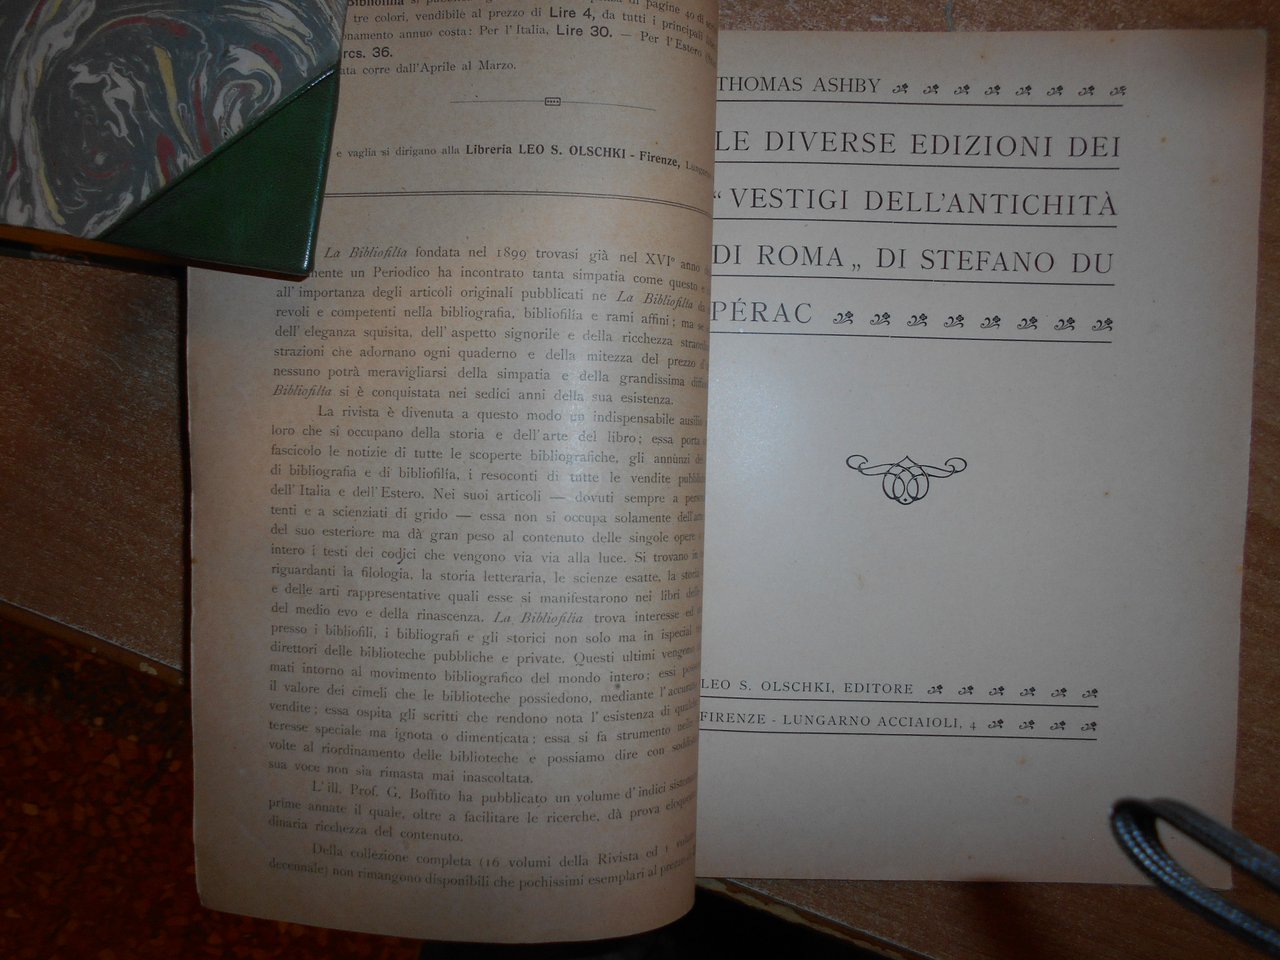 Bibliofilia
pagine 40 di
tre colori, vendibile al prezzo di Lire 4, da tutti i principali
costa: Per l'Italia, Lire 30. — Per l'Estero
36.
corre dall'Aprile al Marzo.
e vaglia si dirigano alla Libreria LEO S. OLSCHKI - Firenze,
La Bibliofilia fondata nel 1899 trovasi già nel XVI° anno
un Periodico ha incontrato tanta simpatia come questo e
all'importanza degli articoli originali pubblicati ne La Bibliofilia
revoli e competenti nella bibliografia, bibliofilia e rami affini; ma se
dell'eleganza squisita, dell'aspetto signorile e della ricchezza
strazioni che adornano ogni quaderno e della mitezza del prezzo
nessuno potrà meravigliarsi della simpatia e della grandissima
Bibliofilia si è conquistata nei sedici anni della sua esistenza.
La rivista è divenuta a questo modo un indispensabile ausilio
loro che si occupano della storia e dell'arte del libro; essa porta
fascicolo le notizie di tutte le scoperte bibliografiche, gli annùnzi
di bibliografia e di bibliofilia, i resoconti di tutte le vendite
dell'Italia e dell'Estero. Nei suoi articoli — dovuti sempre a
tenti e a scienziati di grido — essa non si occupa solamente
del suo esteriore ma dà gran peso al contenuto delle singole opere
intero i testi dei codici che vengono via via alla luce. Si trovano
riguardanti la filologia, la storia letteraria, le scienze esatte, la storia
e delle arti rappresentative quali esse si manifestarono nei libri
del medio evo e della rinascenza. La Bibliofilia trova interesse ed
presso i bibliofili, i bibliografi e gli storici non solo ma in ispecial
direttori delle biblioteche pubbliche e private. Questi ultimi vengono
mati intorno al movimento bibliografico del mondo intero; essi
il valore dei cimeli che le biblioteche possiedono, mediante
vendite; essa ospita gli scritti che rendono nota l'esistenza di
teresse speciale ma ignota o dimenticata; essa si fa strumento
volte al riordinamento delle biblioteche e possiamo dire con
sua voce non sia rimasta mai inascoltata.
L'ill. Prof. G. Boffito ha pubblicato un volume d'indici
prime annate il quale, oltre a facilitare le ricerche, dà prova
dinaria ricchezza del contenuto.
Della collezione completa (16 volumi della Rivista ed 1
decennale) non rimangono disponibili che pochissimi esemplari al
THOMAS ASHBY
LE DIVERSE EDIZIONI DEI
“ VESTIGI DELL'ANTICHITÀ
DI ROMA „ DI STEFANO DU
PÉRAC
LEO S. OLSCHKI, EDITORE
FIRENZE - LUNGARNO ACCIAIOLI, 4